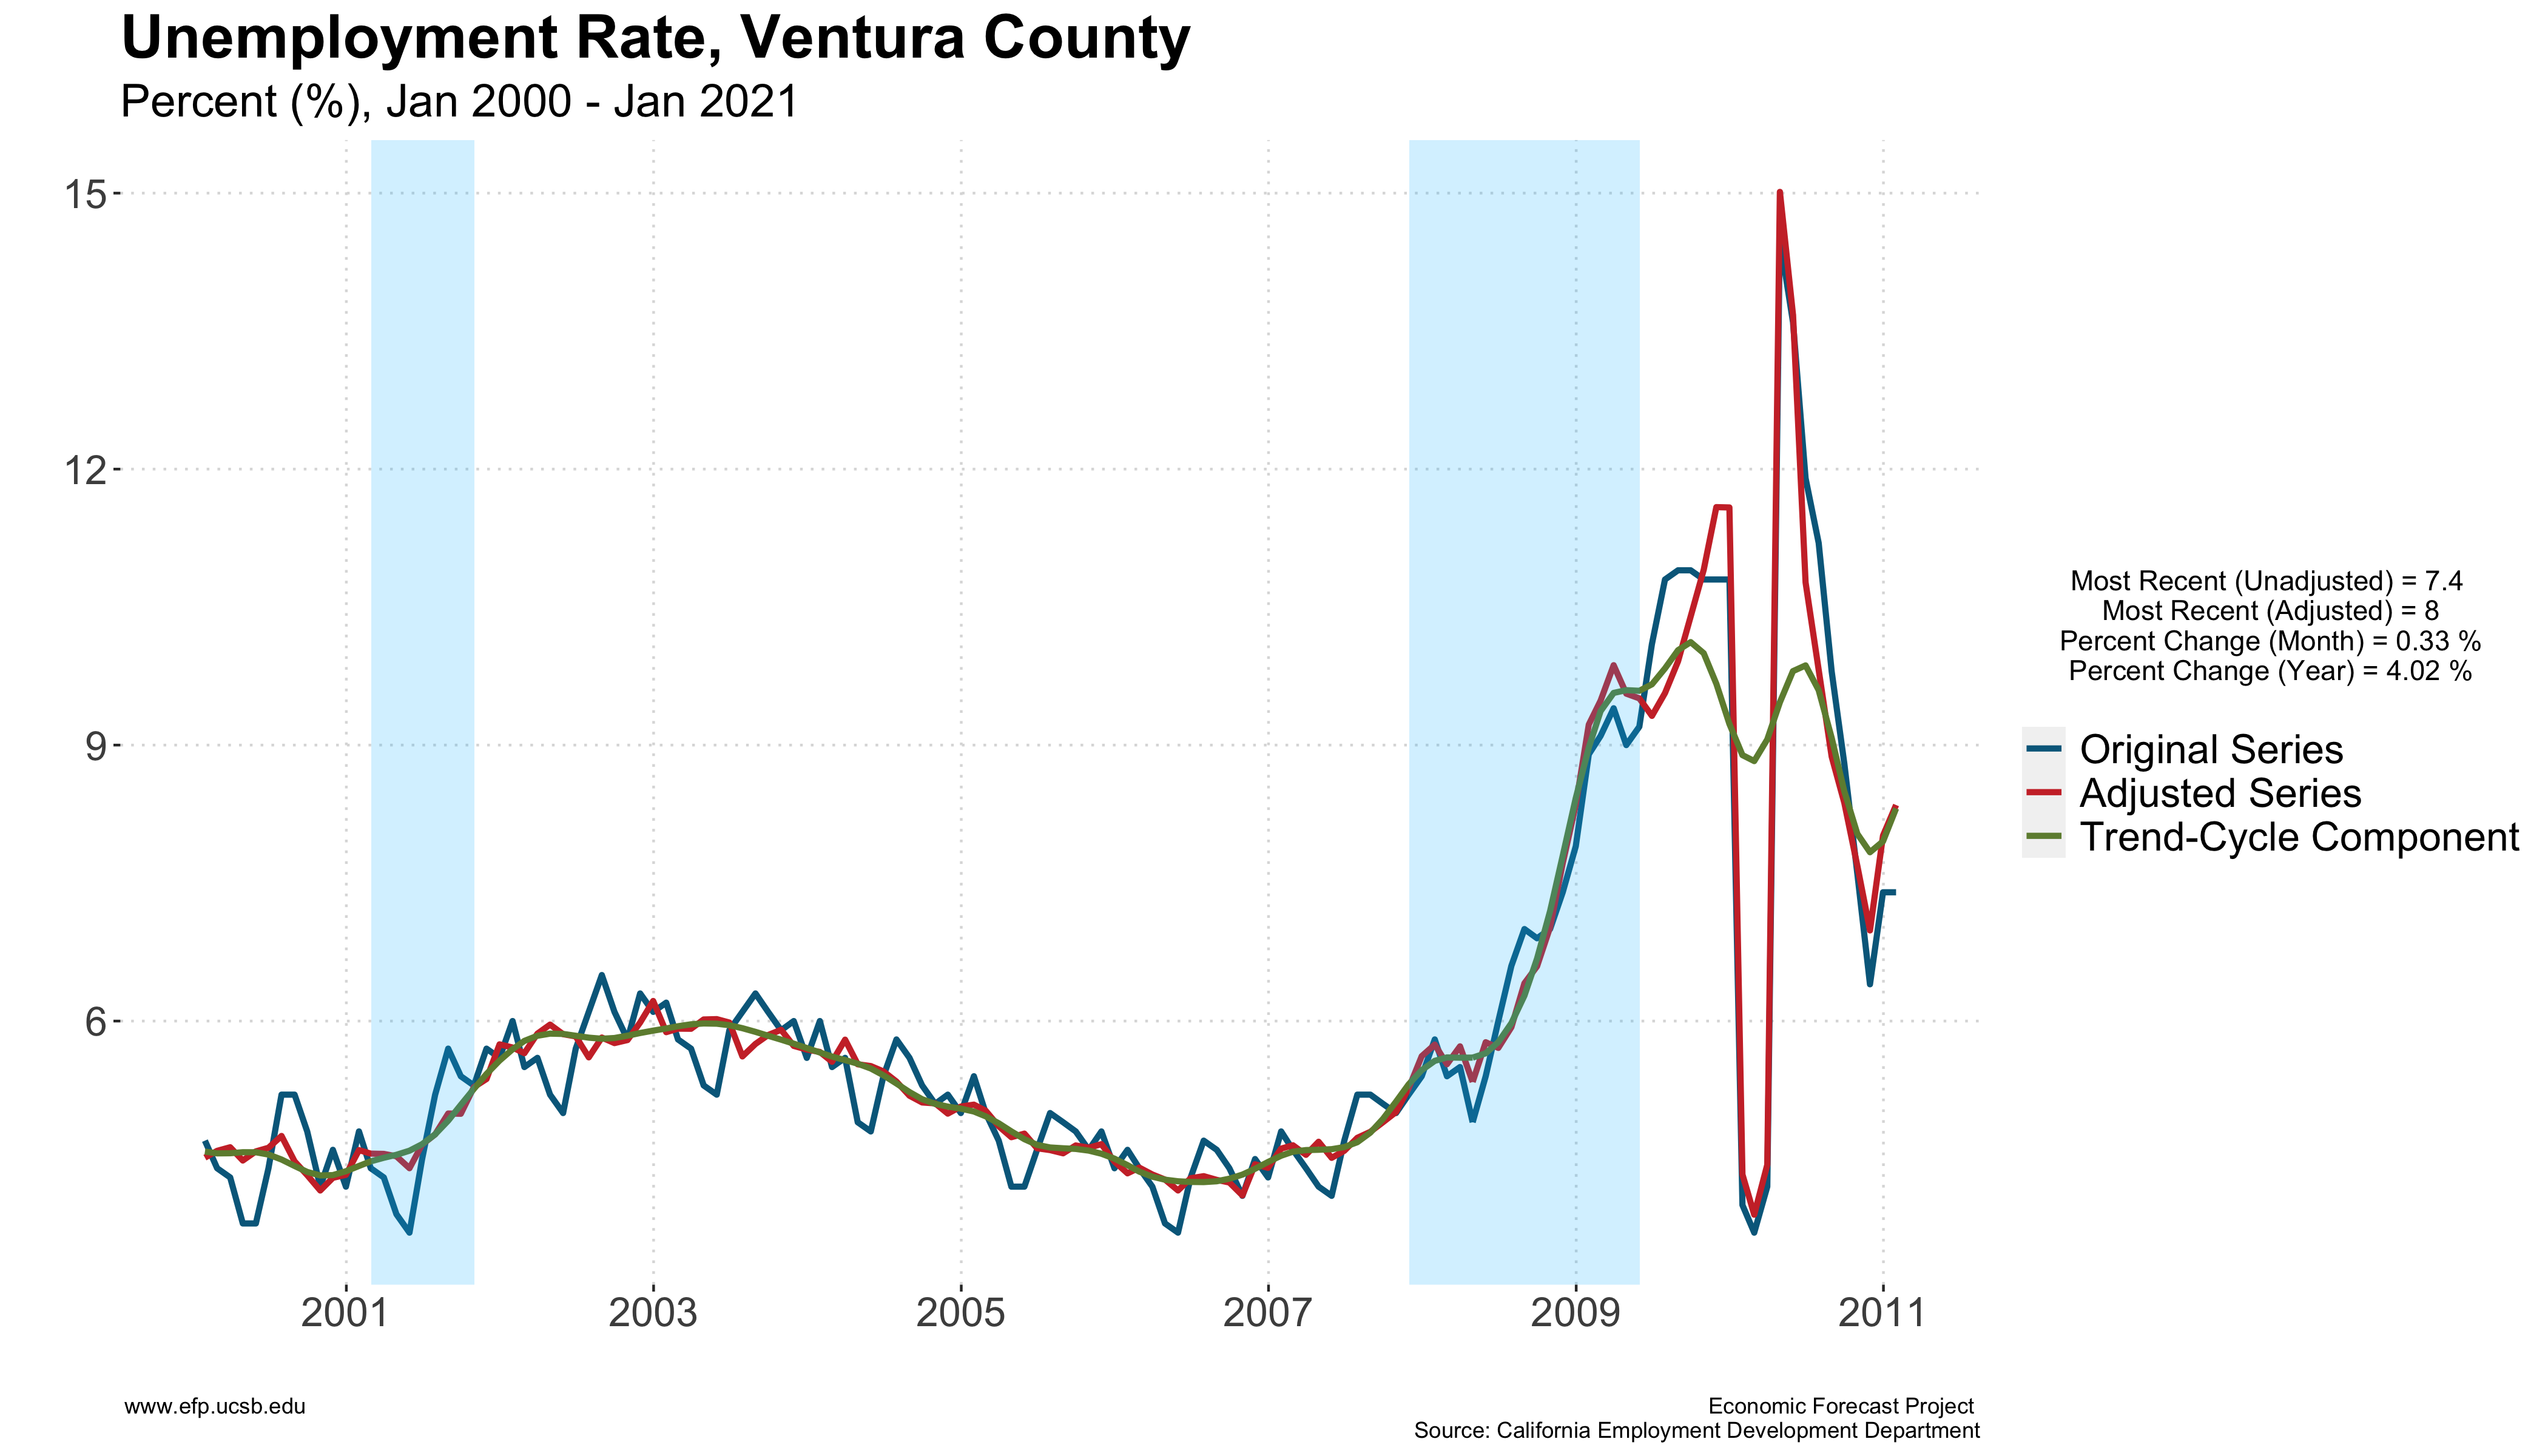 Unemployment Rate, Ventura County
Percent (%), Jan 2000 - Jan 2021
15
12
9
6
2001 2003 2005 2007 2009 2011
Most Recent (Unadjusted) = 7.4
Most Recent (Adjusted) = 8
Percent Change (Month) = 0.33 %
Percent Change (Year) = 4.02 %
Original Series
Adjusted Series
Trend-Cycle Component
www.efp.ucsb.edu
Economic Forecast Project
Source: California Employment Development Department